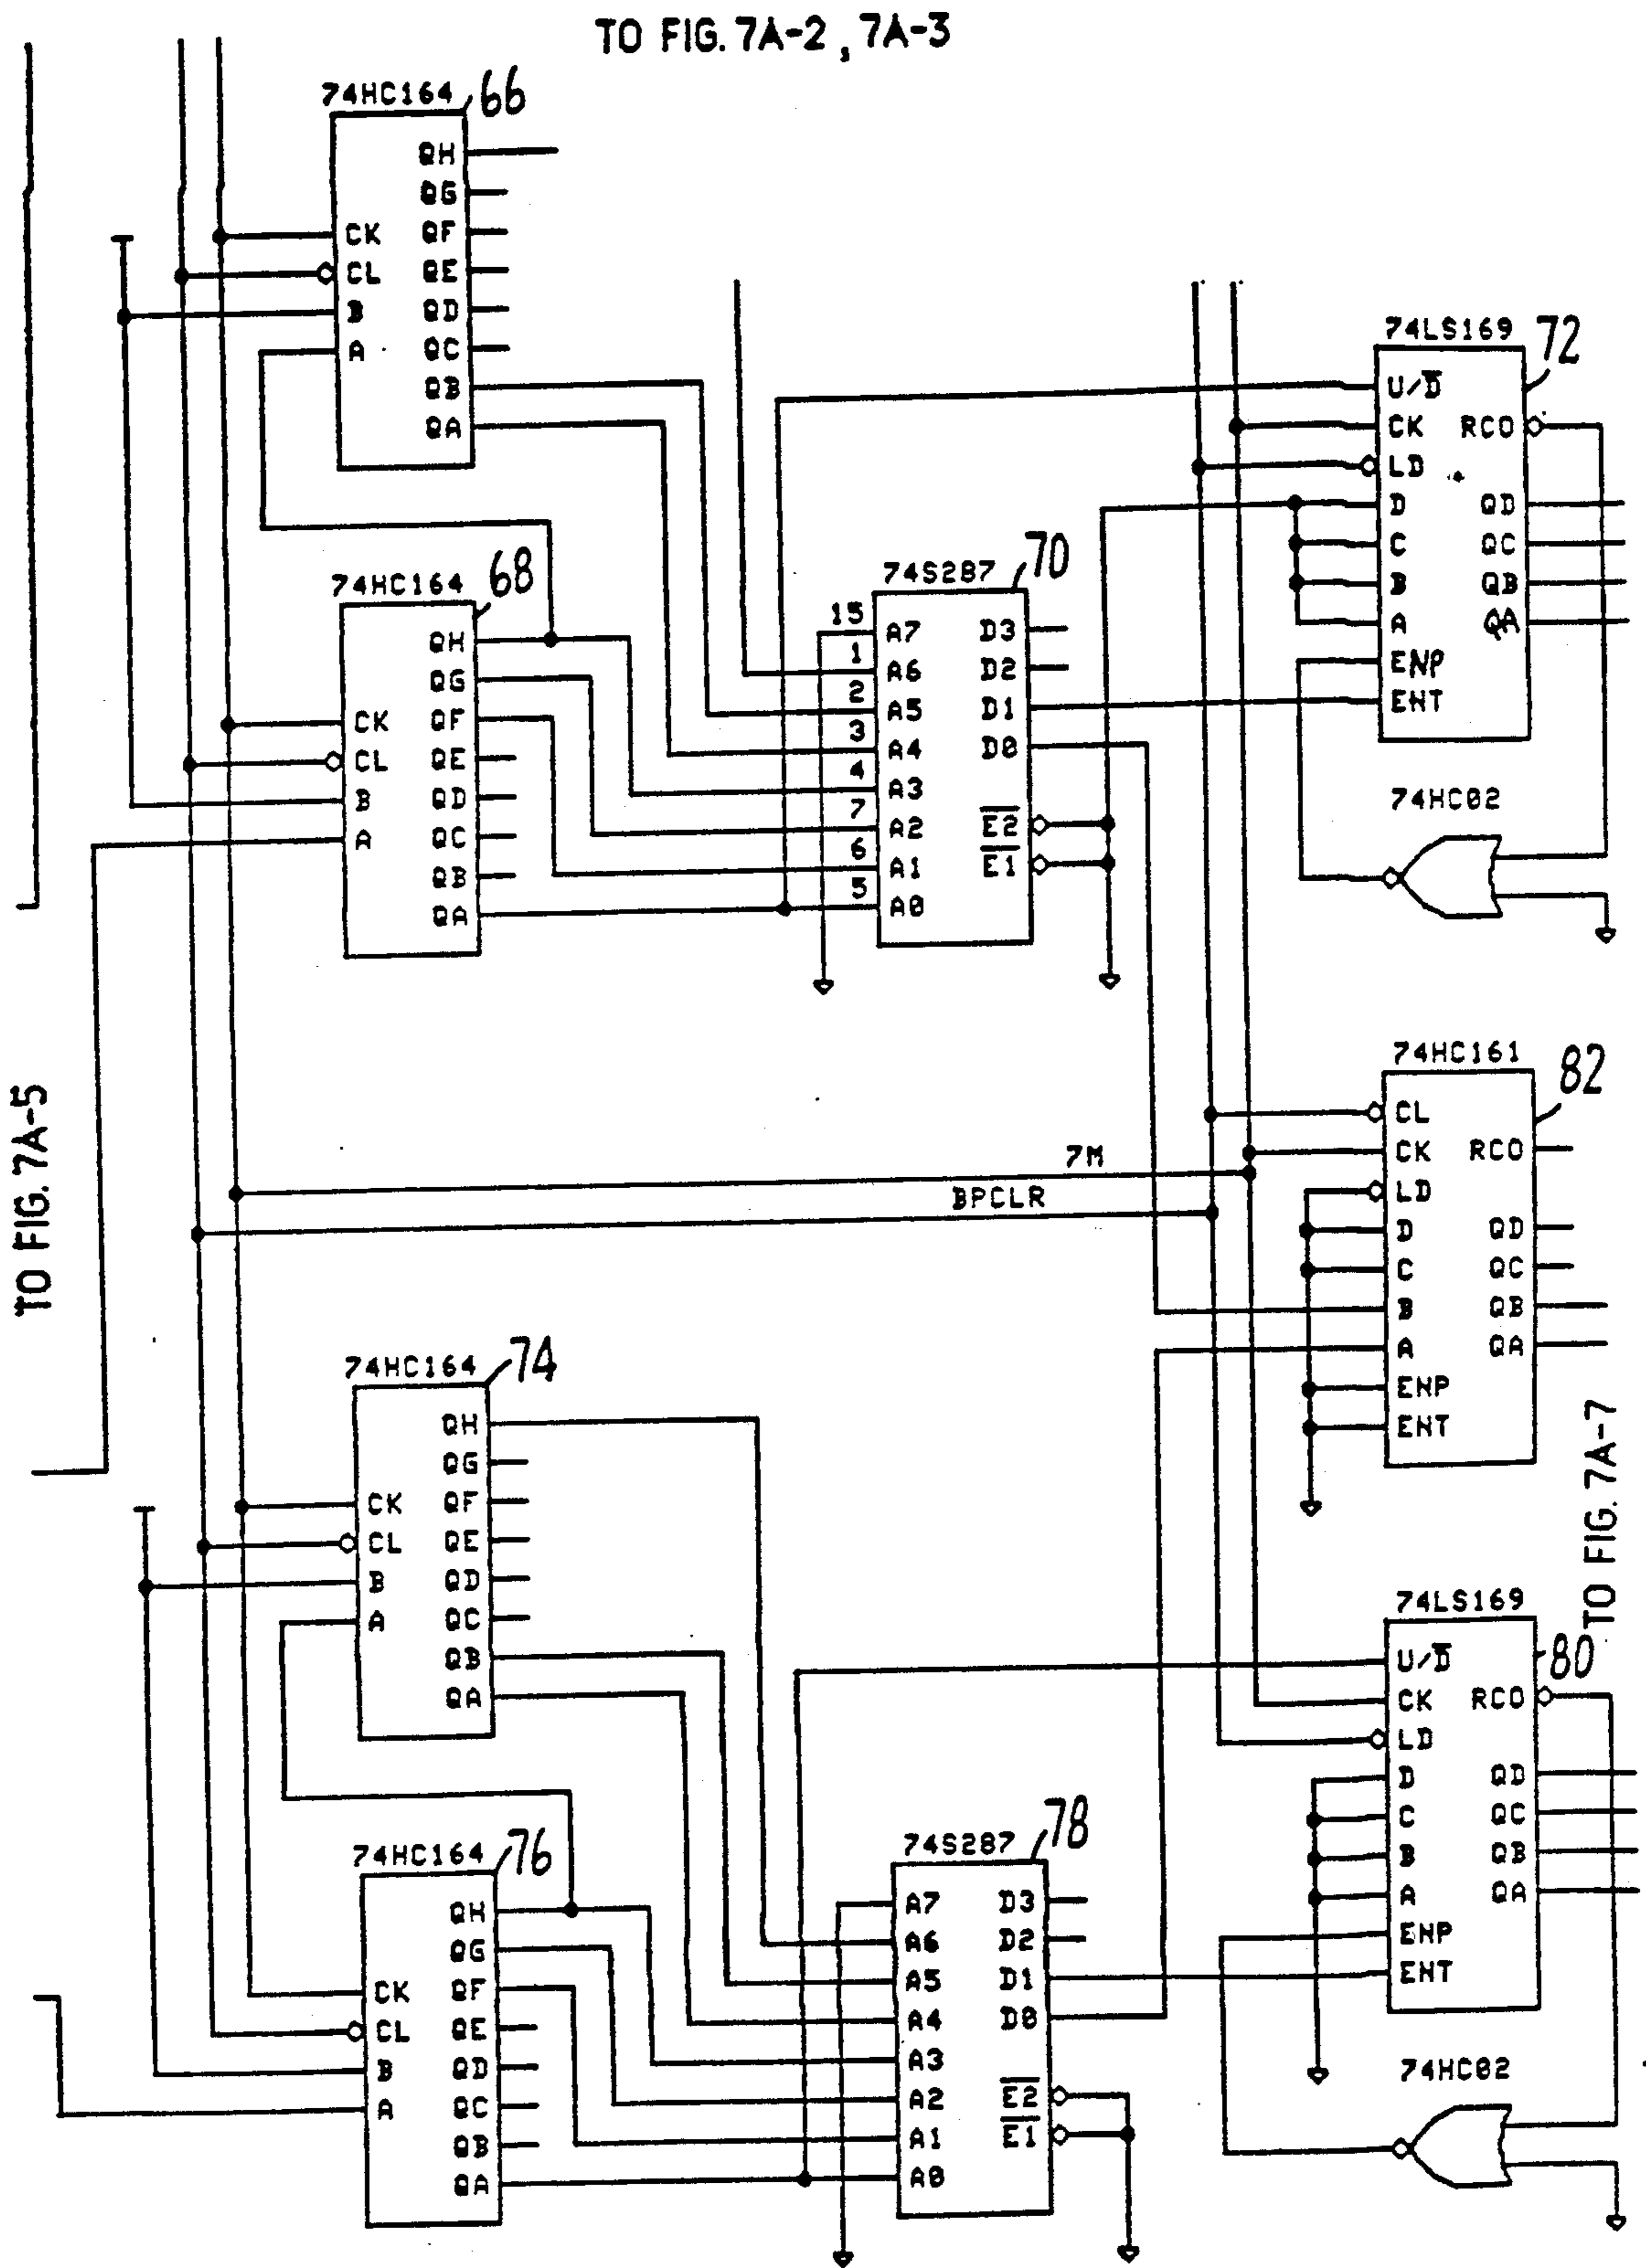 TO FIG. 7A-2, 7A-3
74HC164 66
QH
QG
CK QF
CL QE
B QD
A QC
QB
QA
74LS169 72
U/D̅
CK RCO
LD
D QD
C QC
B QB
A QA
ENP
ENT
74HC164 68
QH
QG
CK QF
CL QE
B QD
A QC
QB
QA
74S287 70
15 A7 D3
1 A6 D2
2 A5 D1
3 A4 D0
4 A3
7 A2 E̅2̅
6 A1 E̅1̅
5 A0
74HC02
TO FIG. 7A-5
7M
BPCLR
74HC161 82
CL
CK RCO
LD
D QD
C QC
B QB
A QA
ENP
ENT
TO FIG. 7A-7
74HC164 74
QH
QG
CK QF
CL QE
B QD
A QC
QB
QA
74LS169 80
U/D̅
CK RCO
LD
D QD
C QC
B QB
A QA
ENP
ENT
74HC164 76
QH
QG
CK QF
CL QE
B QD
A QC
QB
QA
74S287 78
A7 D3
A6 D2
A5 D1
A4 D0
A3
A2 E̅2̅
A1 E̅1̅
A0
74HC02